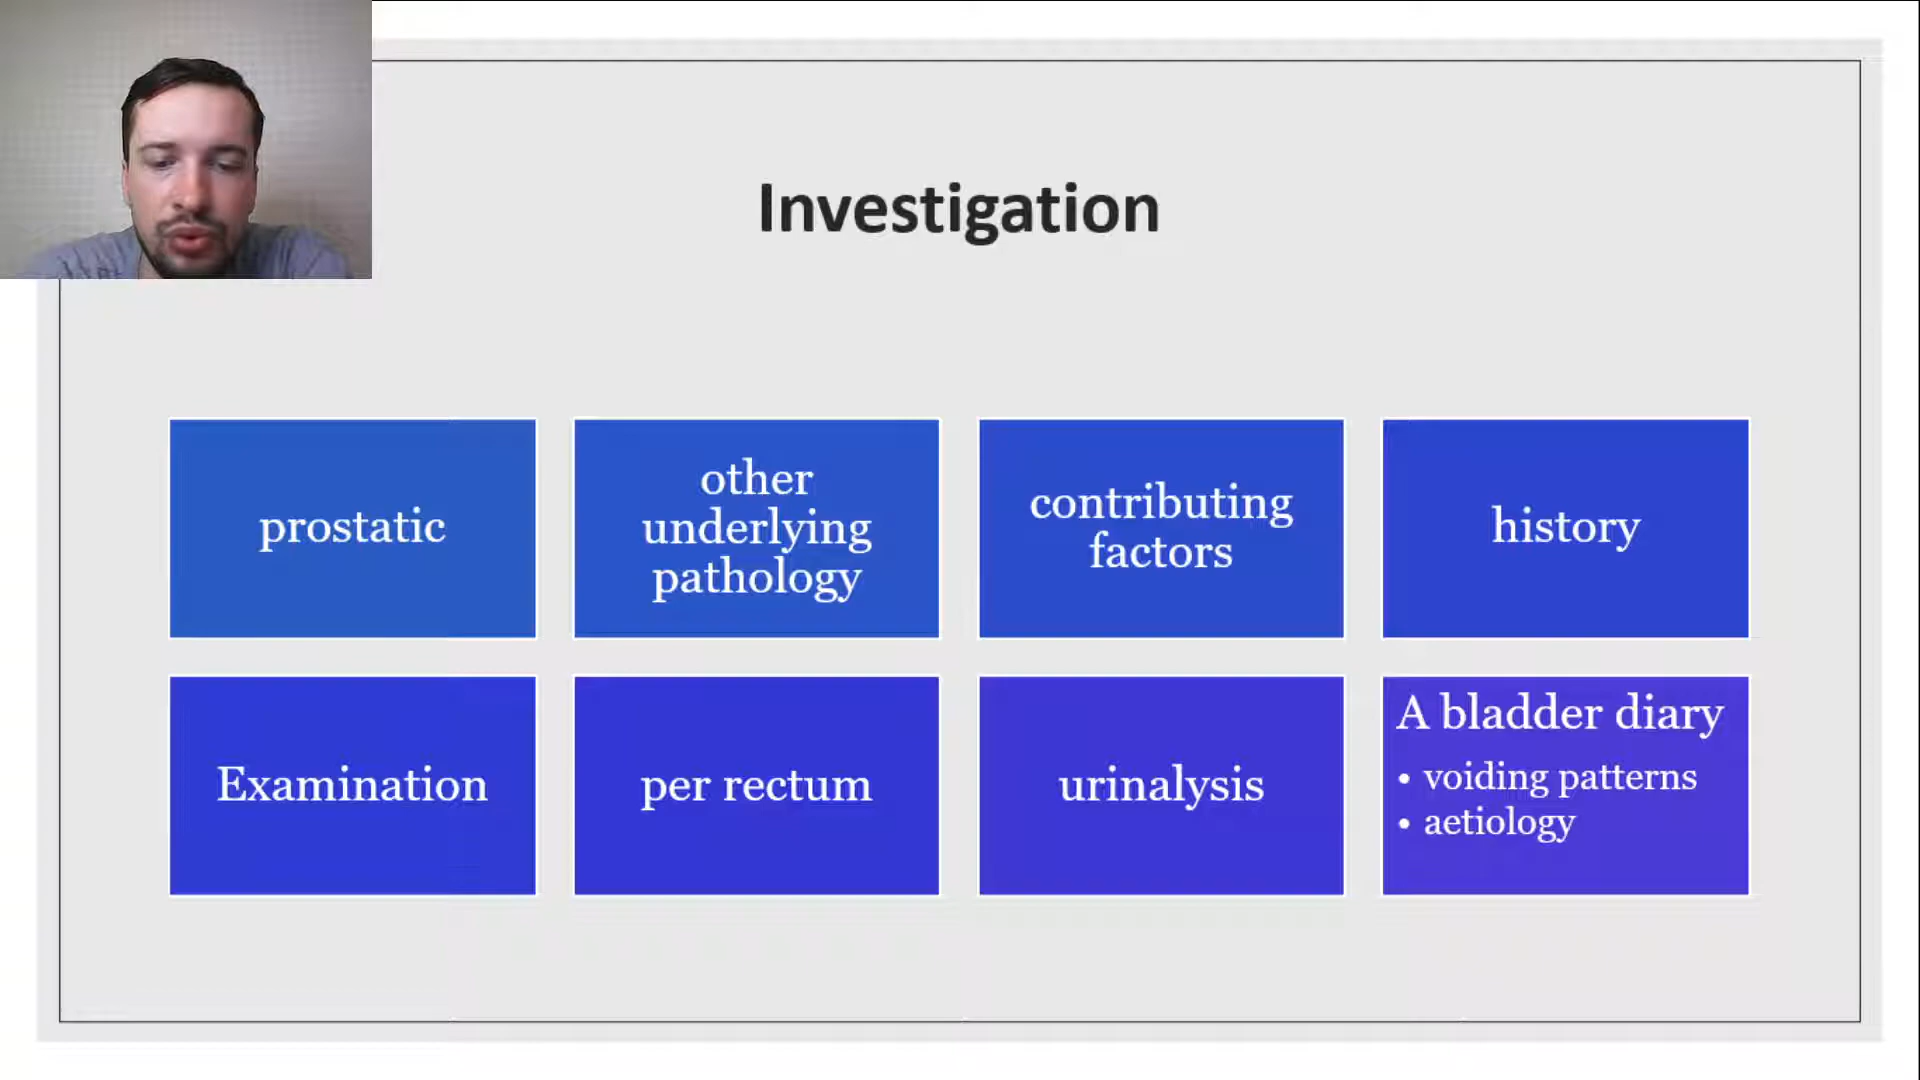 Investigation
prostatic
other
underlying
pathology
contributing
factors
history
Examination
per rectum
urinalysis
A bladder diary
• voiding patterns
• aetiology